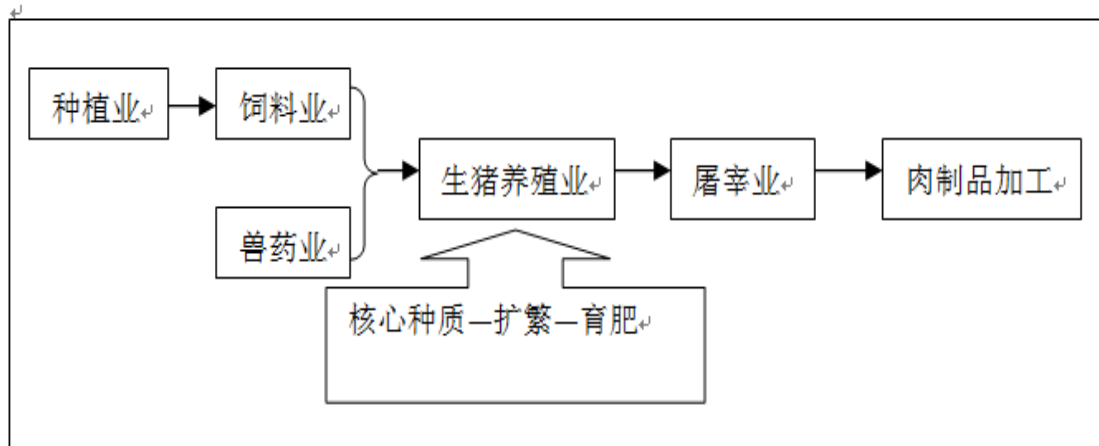 种植业
饲料业
兽药业
生猪养殖业
屠宰业
肉制品加工
核心种质—扩繁—育肥